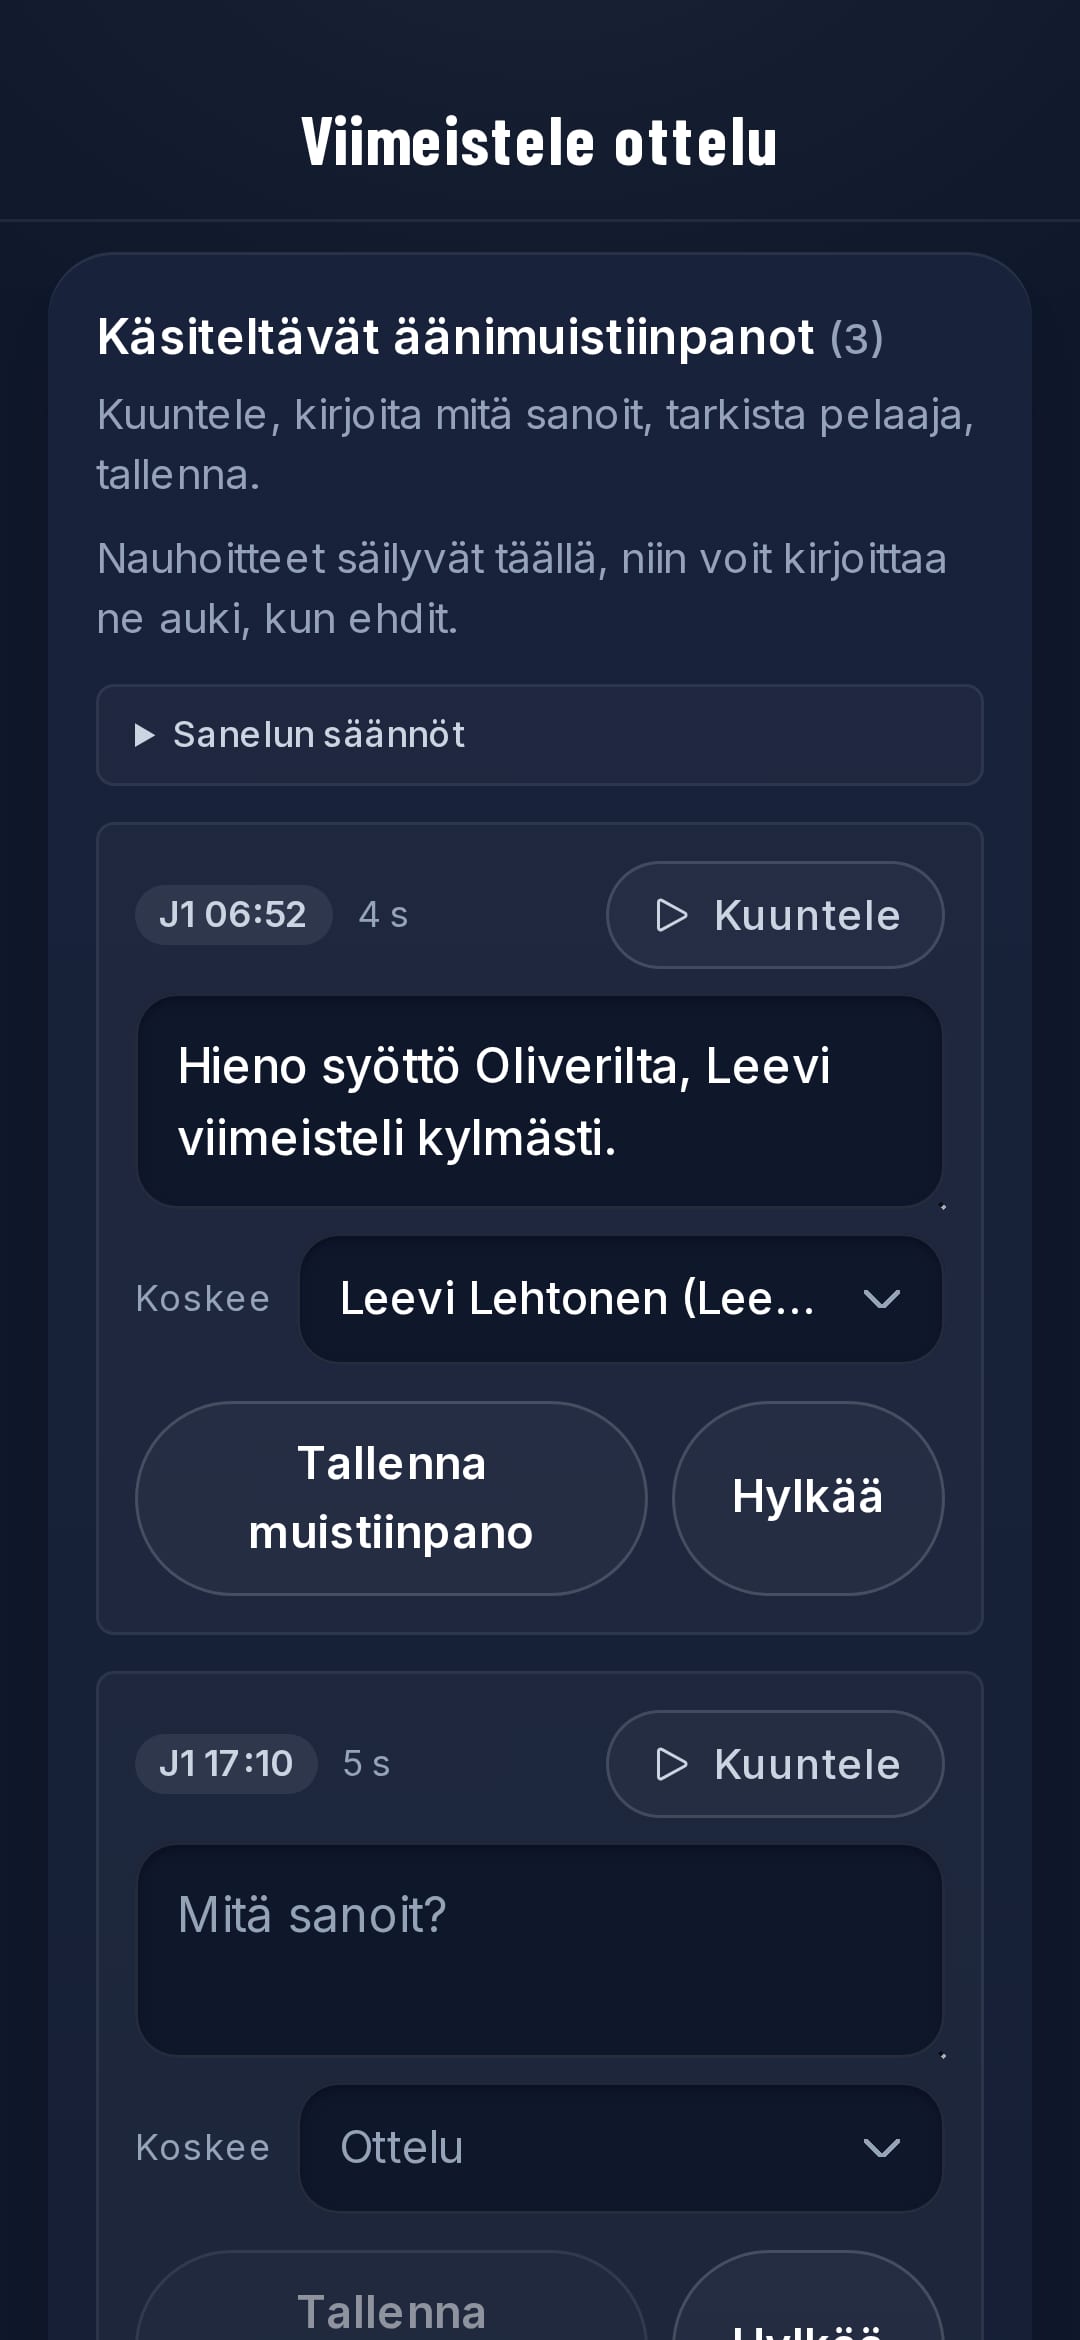 Viimeistele ottelu
Käsiteltävät äänimuistiinpanot (3)
Kuuntele, kirjoita mitä sanoit, tarkista pelaaja,
tallenna.
Nauhoitteet säilyvät täällä, niin voit kirjoittaa
ne auki, kun ehdit.
Sanelun säännöt
J1 06:52 4 s Kuuntele
Hieno syöttö Oliverilta, Leevi
viimeisteli kylmästi.
Koskee Leevi Lehtonen (Lee...
Tallenna
muistiinpano
Hylkää
J1 17:10 5 s Kuuntele
Mitä sanoit?
Koskee Ottelu
Tallenna
Hylkää